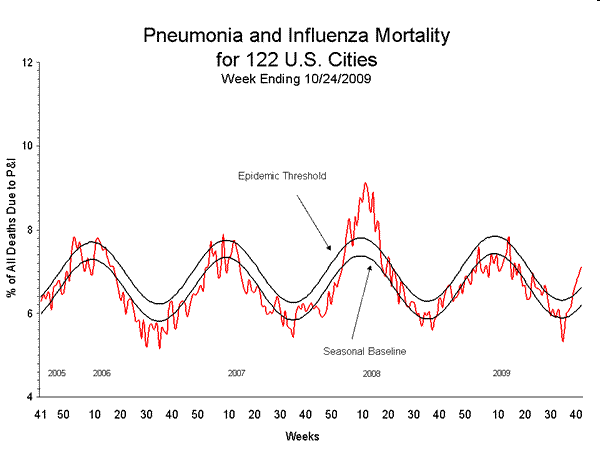 Pneumonia and Influenza Mortality
for 122 U.S. Cities
Week Ending 10/24/2009
% of All Deaths Due to P&I
12
10
8
6
4
Epidemic Threshold
Seasonal Baseline
2005 2006 2007 2008 2009
41 50 10 20 30 40 50 10 20 30 40 50 10 20 30 40 50 10 20 30 40
Weeks